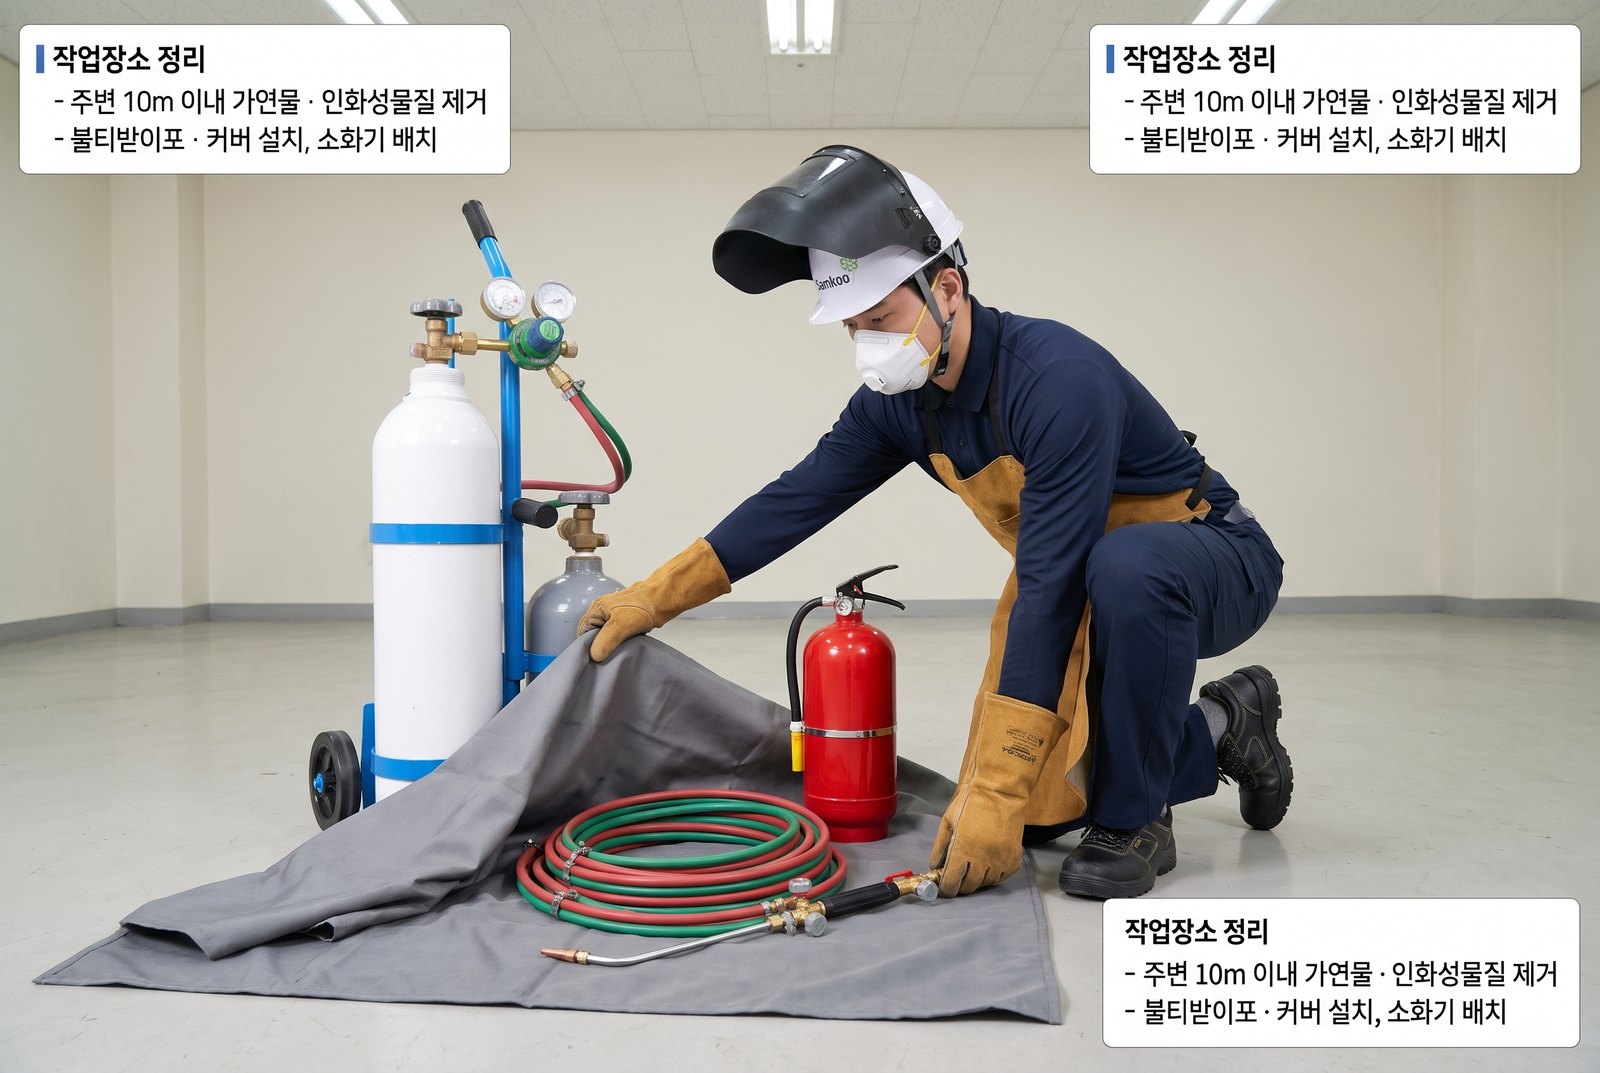 작업장소 정리
- 주변 10m 이내 가연물 · 인화성물질 제거
- 불티받이포 · 커버 설치, 소화기 배치
작업장소 정리
- 주변 10m 이내 가연물 · 인화성물질 제거
- 불티받이포 · 커버 설치, 소화기 배치
Samkoo
작업장소 정리
- 주변 10m 이내 가연물 · 인화성물질 제거
- 불티받이포 · 커버 설치, 소화기 배치